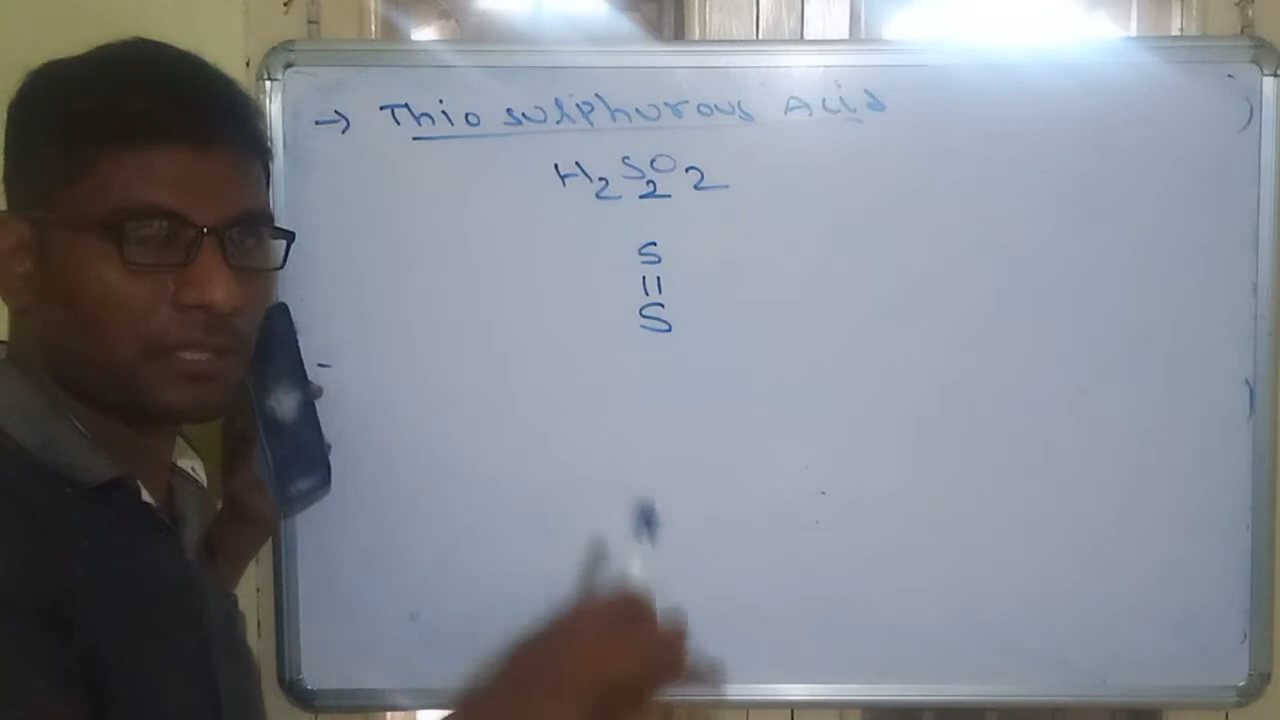 → Thio sulphurous Acid
H₂S₂O₂
S
=
S